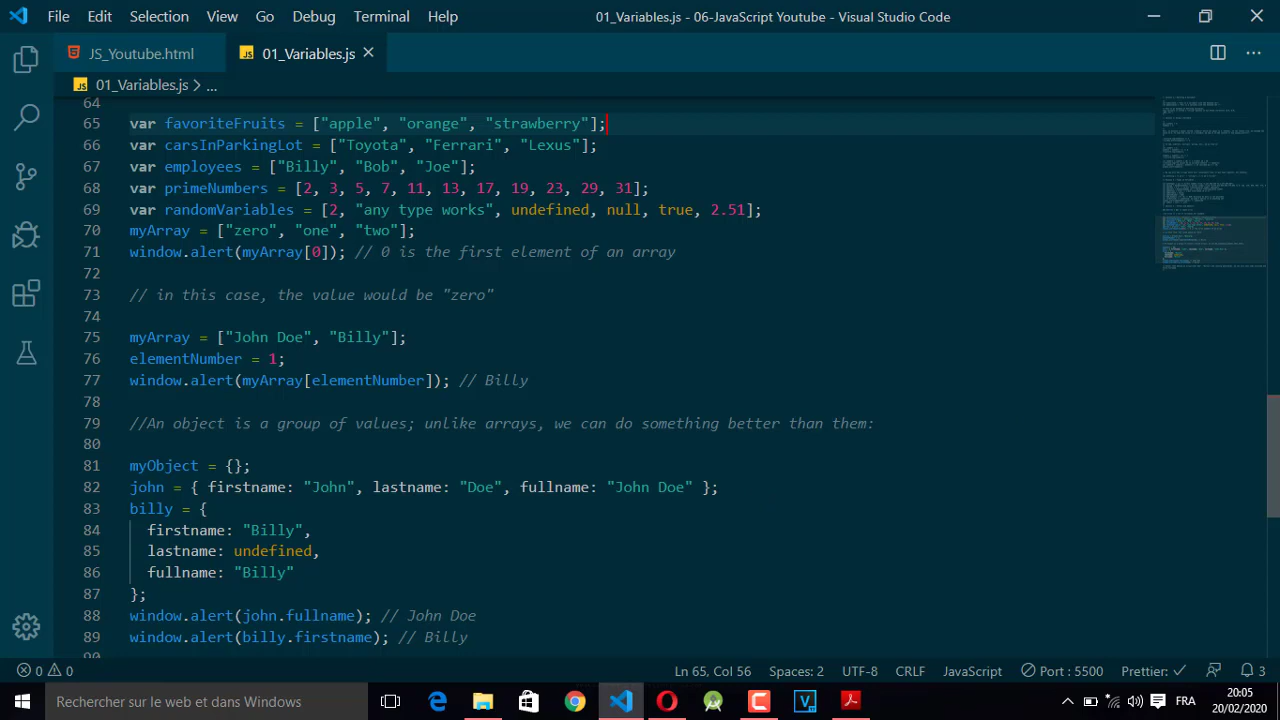 File Edit Selection View Go Debug Terminal Help 01_Variables.js - 06-JavaScript Youtube - Visual Studio Code
JS_Youtube.html JS 01_Variables.js
JS 01_Variables.js > ...
64
65 var favoriteFruits = ["apple", "orange", "strawberry"];
66 var carsInParkingLot = ["Toyota", "Ferrari", "Lexus"];
67 var employees = ["Billy", "Bob", "Joe"];
68 var primeNumbers = [2, 3, 5, 7, 11, 13, 17, 19, 23, 29, 31];
69 var randomVariables = [2, "any type works", undefined, null, true, 2.51];
70 myArray = ["zero", "one", "two"];
71 window.alert(myArray[0]); // 0 is the first element of an array
72
73 // in this case, the value would be "zero"
74
75 myArray = ["John Doe", "Billy"];
76 elementNumber = 1;
77 window.alert(myArray[elementNumber]); // Billy
78
79 //An object is a group of values; unlike arrays, we can do something better than them:
80
81 myObject = {};
82 john = { firstname: "John", lastname: "Doe", fullname: "John Doe" };
83 billy = {
84 firstname: "Billy",
85 lastname: undefined,
86 fullname: "Billy"
87 };
88 window.alert(john.fullname); // John Doe
89 window.alert(billy.firstname); // Billy
90
0 0 Ln 65, Col 56 Spaces: 2 UTF-8 CRLF JavaScript Port : 5500 Prettier: 3
Rechercher sur le web et dans Windows FRA 20:05
20/02/2020